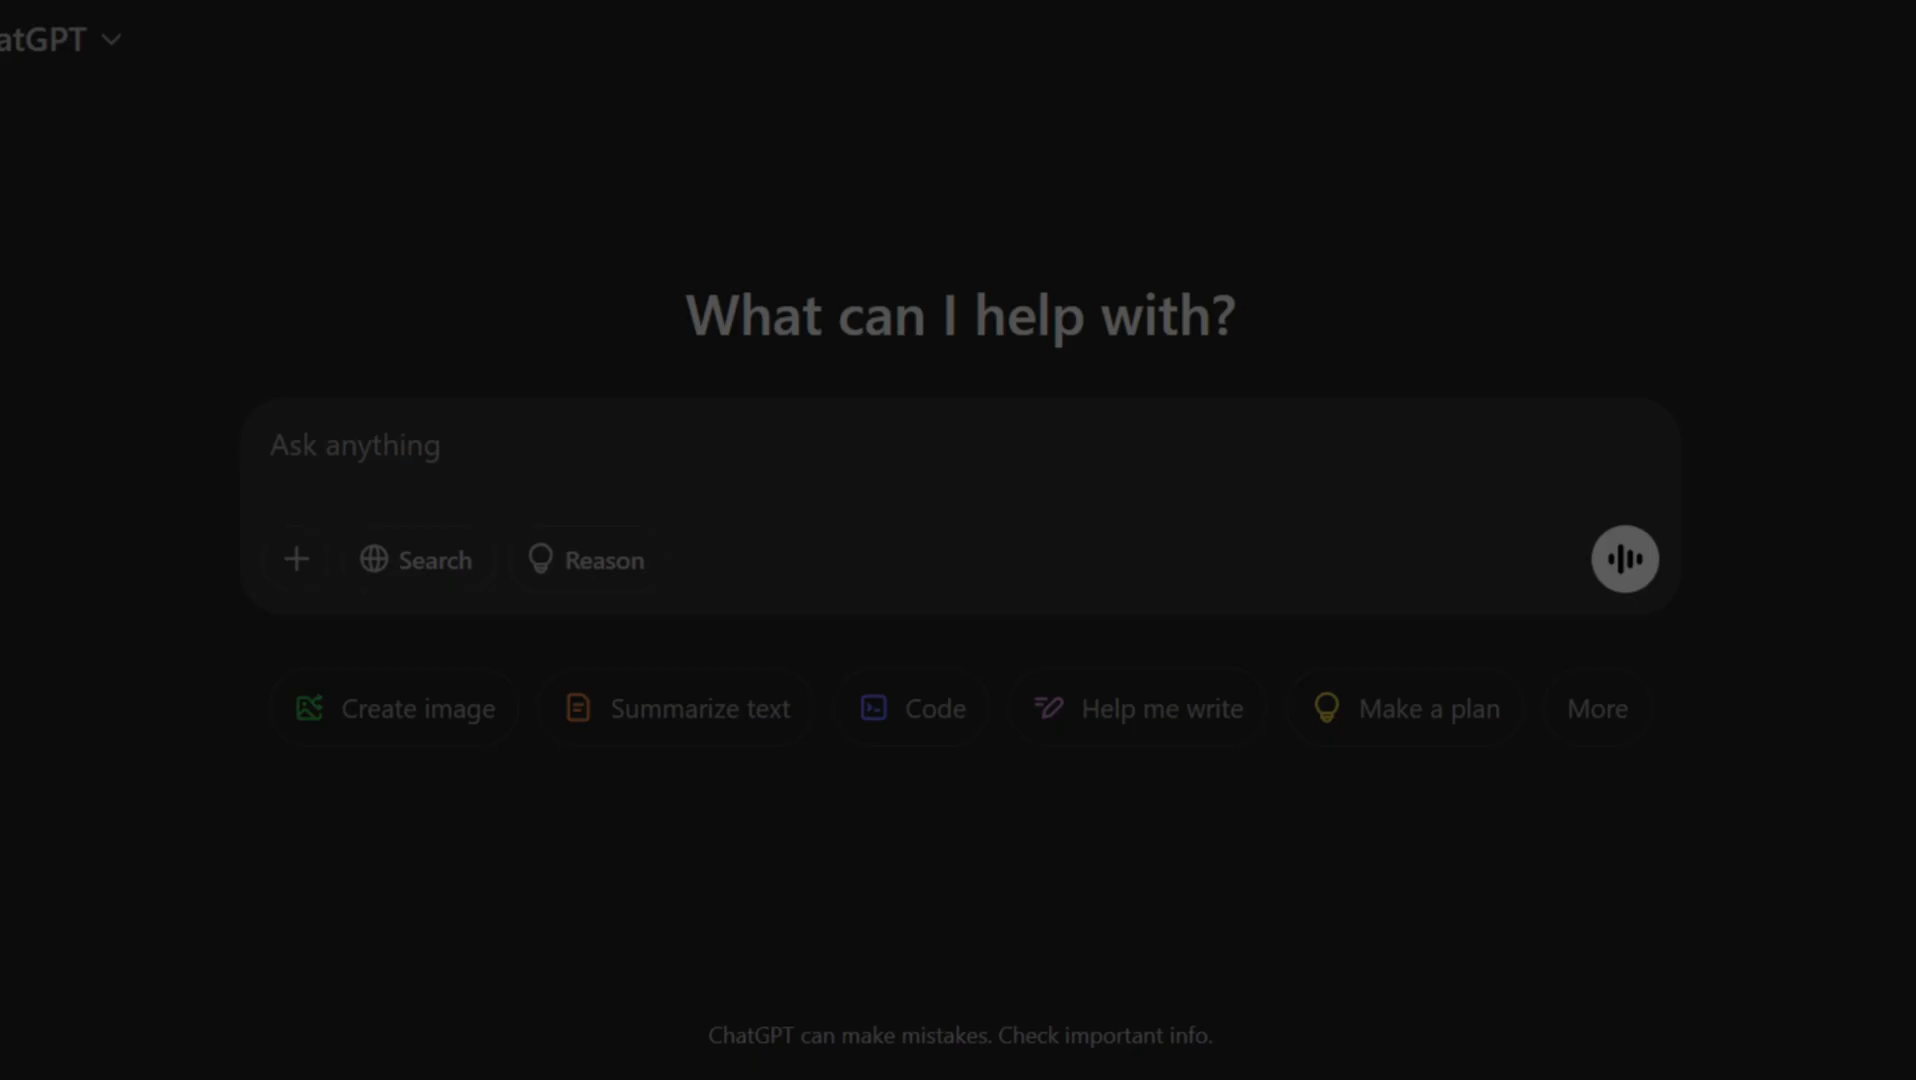 atGPT
What can I help with?
Ask anything
Search
Reason
Create image
Summarize text
Code
Help me write
Make a plan
More
ChatGPT can make mistakes. Check important info.